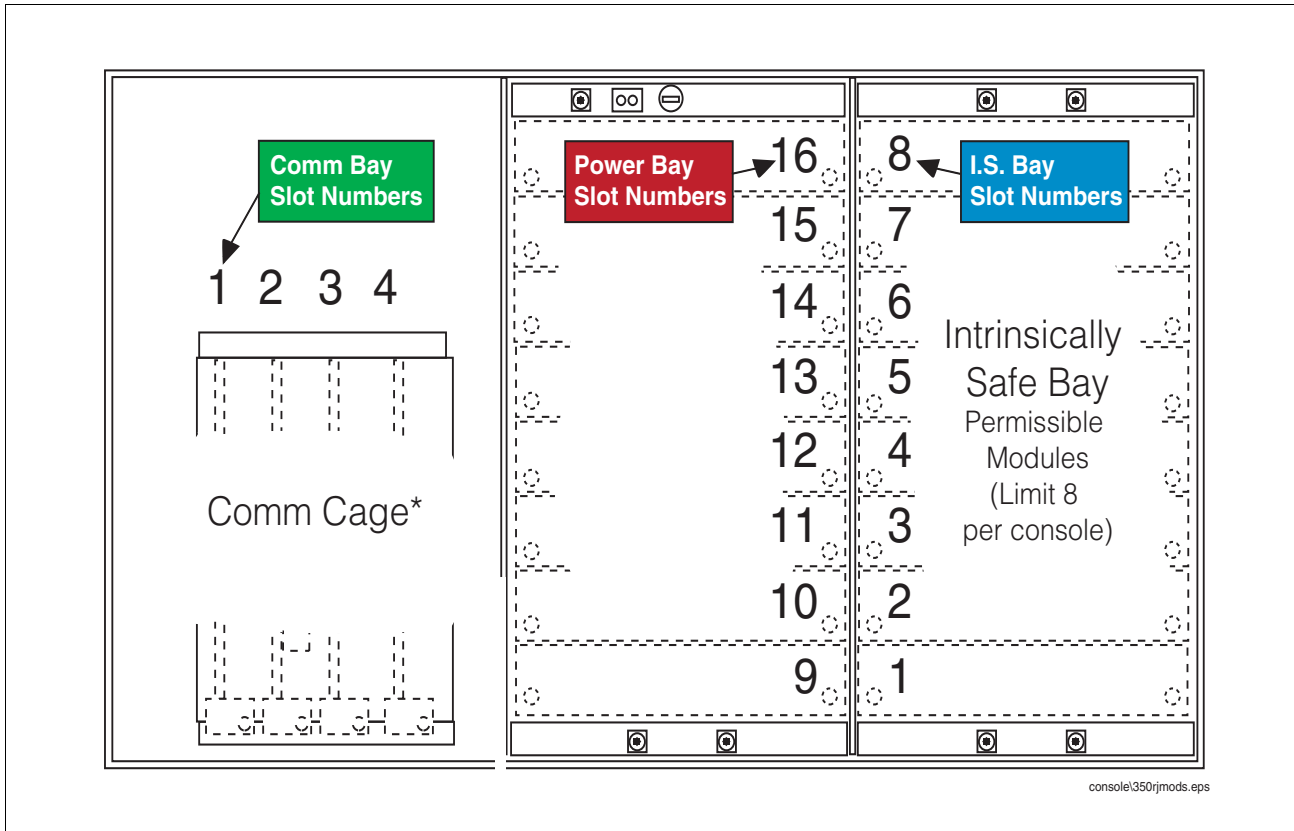 Comm Bay
Slot Numbers
1 2 3 4
Comm Cage*
Power Bay
Slot Numbers
16
15
14
13
12
11
10
9
I.S. Bay
Slot Numbers
8
7
6
5
4
3
2
1
Intrinsically
Safe Bay
Permissible
Modules
(Limit 8
per console)
console\350rjmods.eps